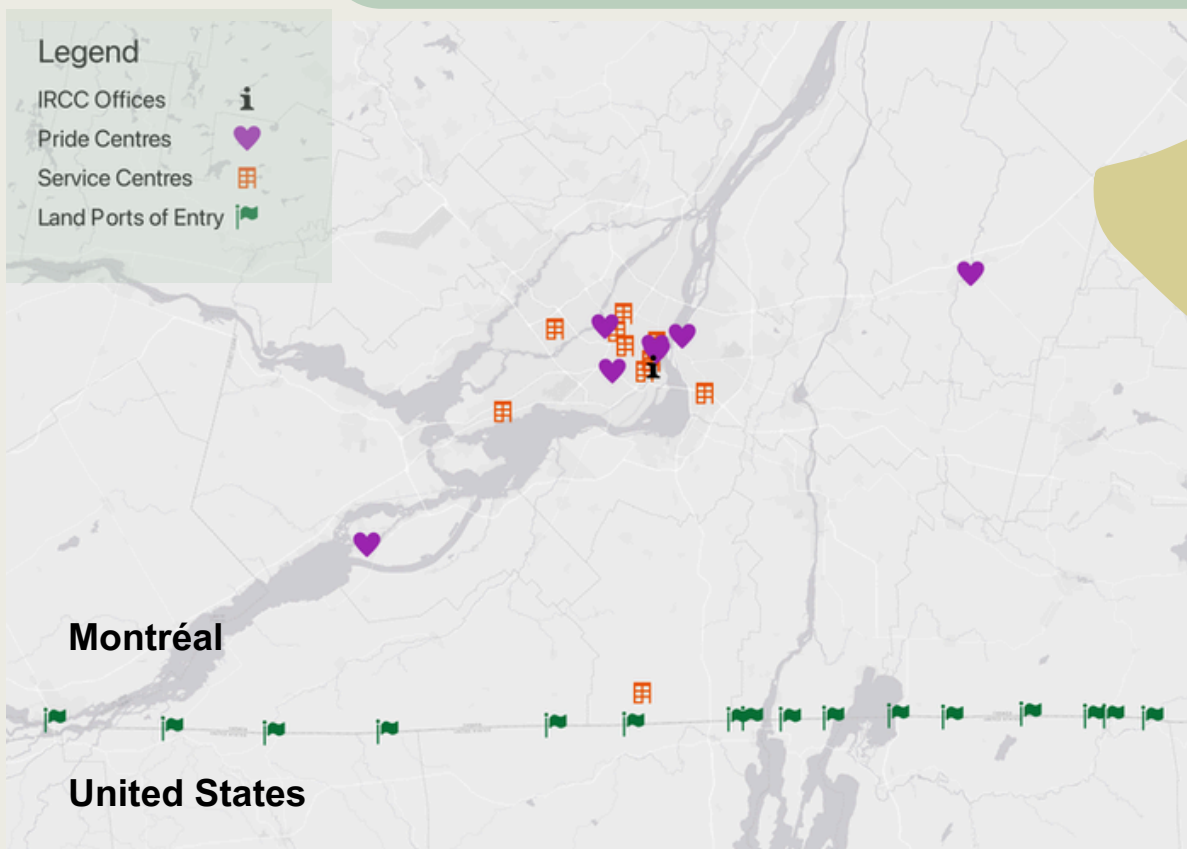 Legend
IRCC Offices
Pride Centres
Service Centres
Land Ports of Entry
Montréal
United States